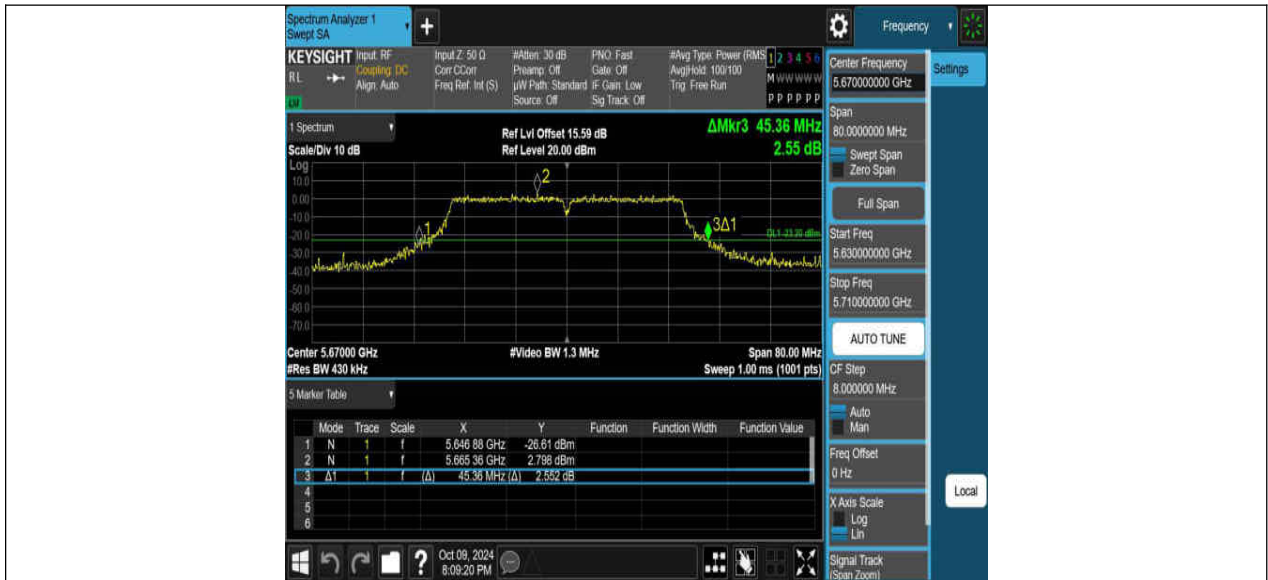 Spectrum Analyzer 1
Swept SA
+
Frequency
KEYSIGHT
RL
LXI
Input: RF
Coupling: DC
Align: Auto
Input Z: 50 Ω
Corr CCorr
Freq Ref: Int (S)
#Atten: 30 dB
Preamp: Off
µW Path: Standard
Source: Off
PNO: Fast
Gate: Off
IF Gain: Low
Sig Track: Off
#Avg Type: Power (RMS
Avg|Hold: 100/100
Trig: Free Run
1 2 3 4 5 6
M W W W W W
P P P P P P
Center Frequency
5.670000000 GHz
Settings
1 Spectrum
Scale/Div 10 dB
Ref Lvl Offset 15.59 dB
Ref Level 20.00 dBm
ΔMkr3 45.36 MHz
2.55 dB
Span
80.0000000 MHz
Swept Span
Zero Span
Full Span
Start Freq
5.630000000 GHz
Stop Freq
5.710000000 GHz
AUTO TUNE
CF Step
8.000000 MHz
Auto
Man
Freq Offset
0 Hz
X Axis Scale
Log
Lin
Signal Track
(Span Zoom)
Local
Log
10.0
0.00
-10.0
-20.0
-30.0
-40.0
-50.0
-60.0
-70.0
1
2
3Δ1
DL1 -23.20 dBm
Center 5.67000 GHz
#Res BW 430 kHz
#Video BW 1.3 MHz
Span 80.00 MHz
Sweep 1.00 ms (1001 pts)
5 Marker Table
Mode Trace Scale X Y Function Function Width Function Value
1 N 1 f 5.646 88 GHz -26.61 dBm
2 N 1 f 5.665 36 GHz 2.798 dBm
3 Δ1 1 f (Δ) 45.36 MHz (Δ) 2.552 dB
4
5
6
?
Oct 09, 2024
8:09:20 PM